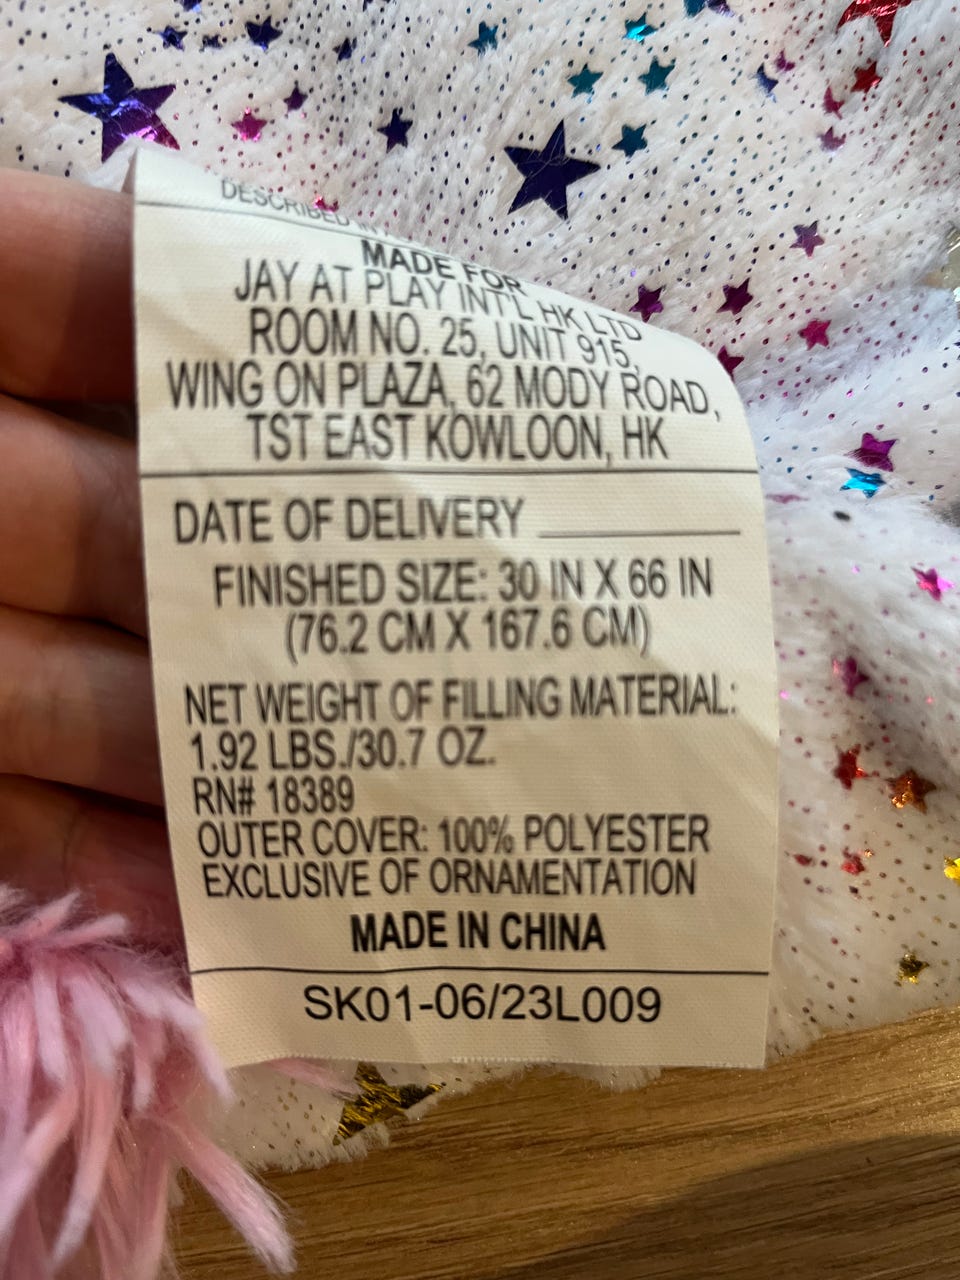 DESCRIBED IN
MADE FOR
JAY AT PLAY INT'L HK LTD
ROOM NO. 25, UNIT 915,
WING ON PLAZA, 62 MODY ROAD,
TST EAST KOWLOON, HK
DATE OF DELIVERY
FINISHED SIZE: 30 IN X 66 IN
(76.2 CM X 167.6 CM)
NET WEIGHT OF FILLING MATERIAL:
1.92 LBS./30.7 OZ.
RN# 18389
OUTER COVER: 100% POLYESTER
EXCLUSIVE OF ORNAMENTATION
MADE IN CHINA
SK01-06/23L009